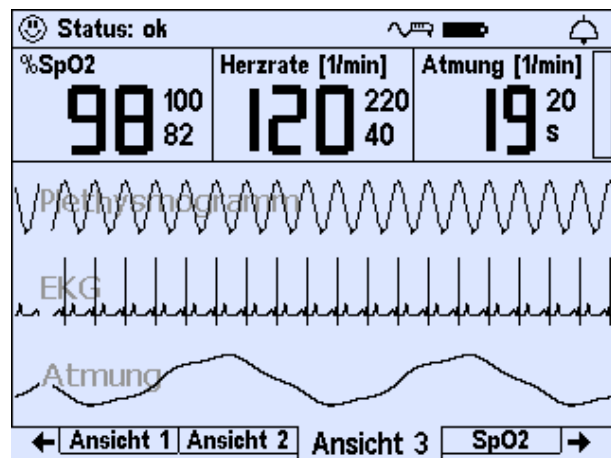 Status: ok
%SpO2
98
100
82
Herzrate [1/min]
120
220
40
Atmung [1/min]
19
20
s
Plethysmogramm
EKG
Atmung
Ansicht 1 Ansicht 2 Ansicht 3 SpO2